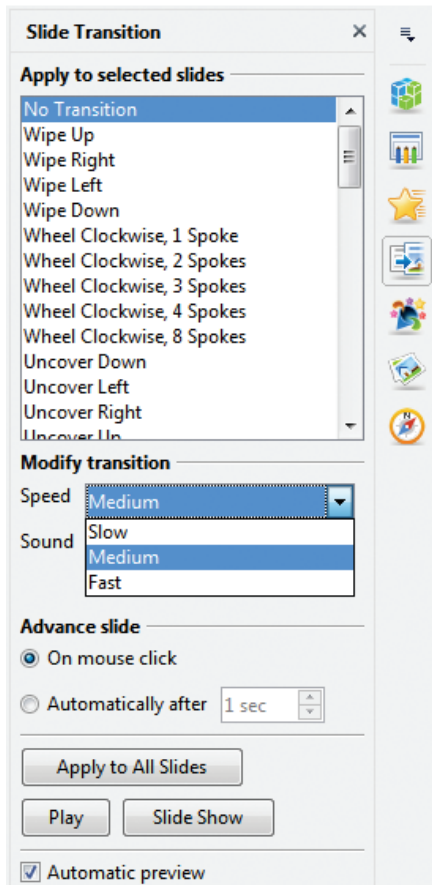 Slide Transition
Apply to selected slides
No Transition
Wipe Up
Wipe Right
Wipe Left
Wipe Down
Wheel Clockwise, 1 Spoke
Wheel Clockwise, 2 Spokes
Wheel Clockwise, 3 Spokes
Wheel Clockwise, 4 Spokes
Wheel Clockwise, 8 Spokes
Uncover Down
Uncover Left
Uncover Right
Uncover Up
Modify transition
Speed Medium
Slow
Sound
Medium
Fast
Advance slide
On mouse click
Automatically after 1 sec
Apply to All Slides
Play Slide Show
Automatic preview